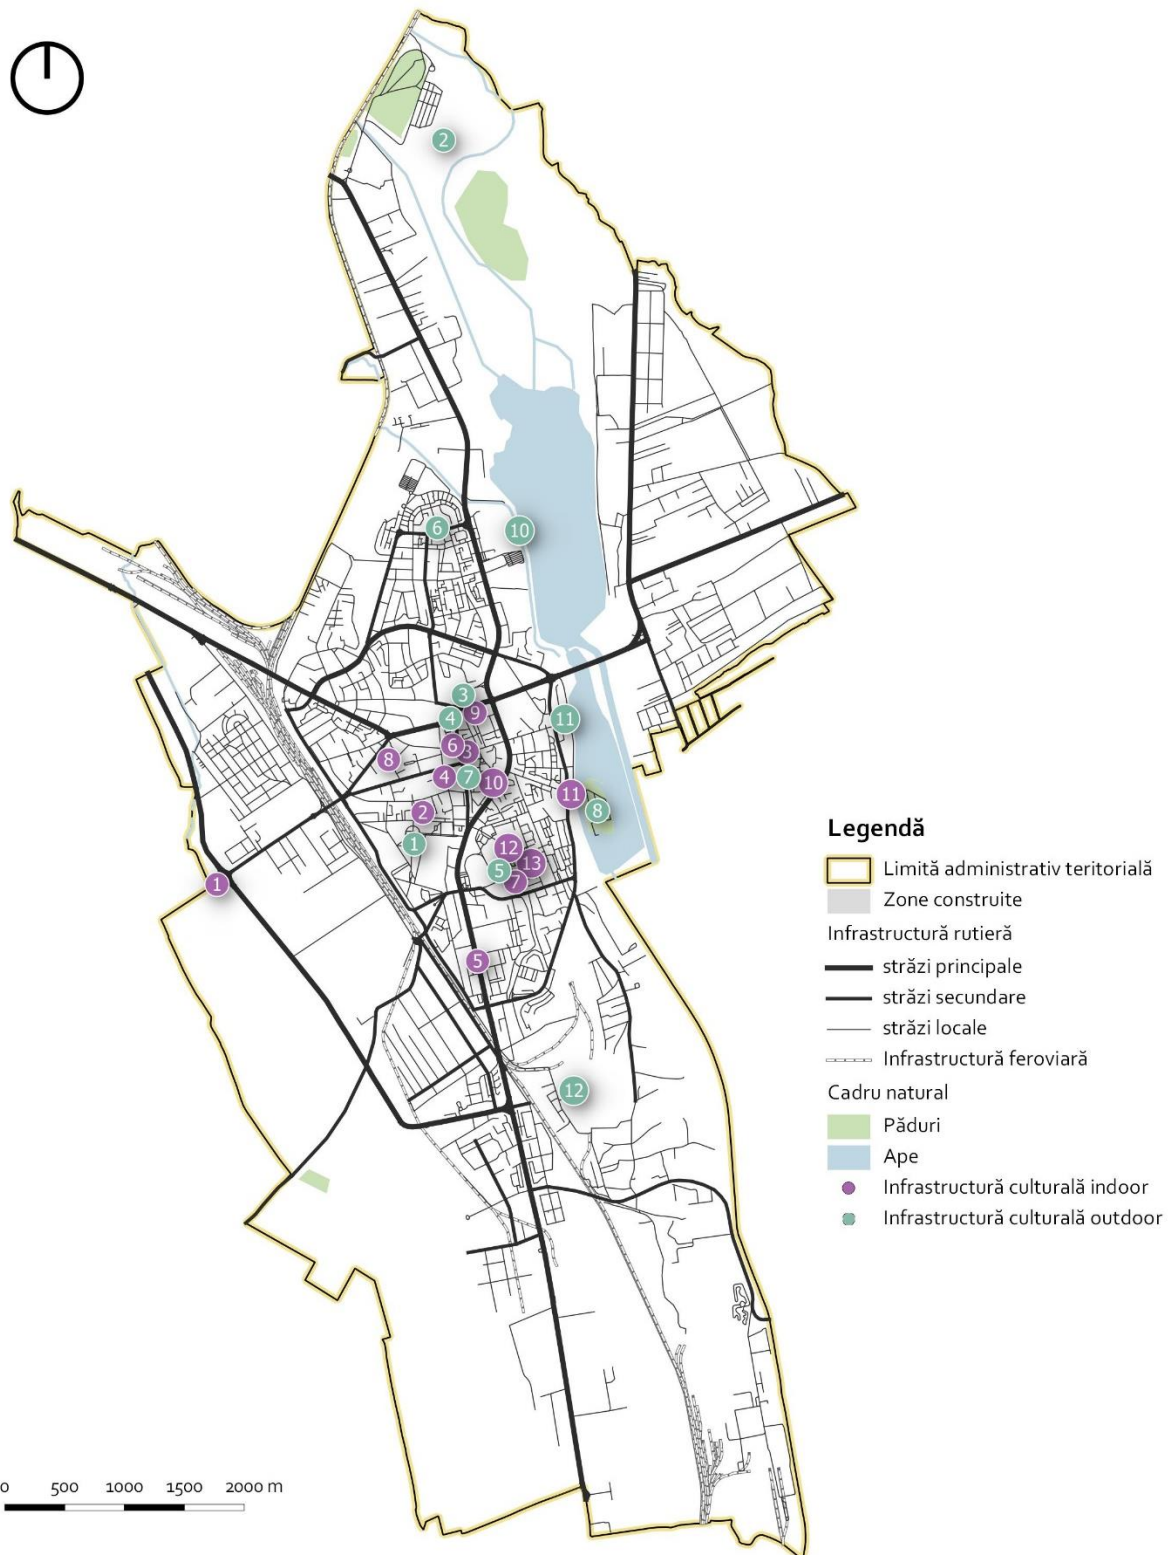 2
6
10
3
9
4
11
6
3
8
4
7
10
11
8
2
1
12
13
5
7
1
5
12
Legendă
Limită administrativ teritorială
Zone construite
Infrastructură rutieră
străzi principale
străzi secundare
străzi locale
Infrastructură feroviară
Cadru natural
Păduri
Ape
Infrastructură culturală indoor
Infrastructură culturală outdoor
0 500 1000 1500 2000 m